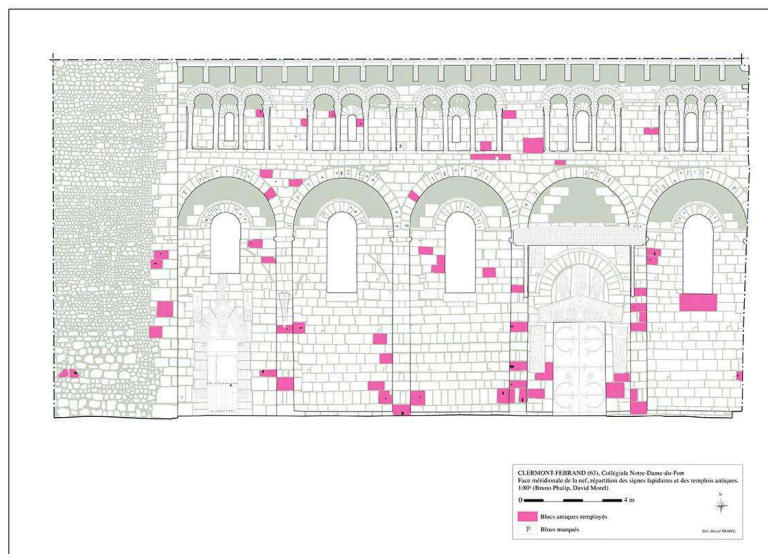 CLERMONT-FERRAND (63), Collégiale Notre-Dame-du-Port
Face méridionale de la nef, répartition des signes lapidaires et des remplois antiques.
1/80e (Bruno Phalip, David Morel)
0 4 m
N
Blocs antiques remployés
P Blocs marqués
David MOREL